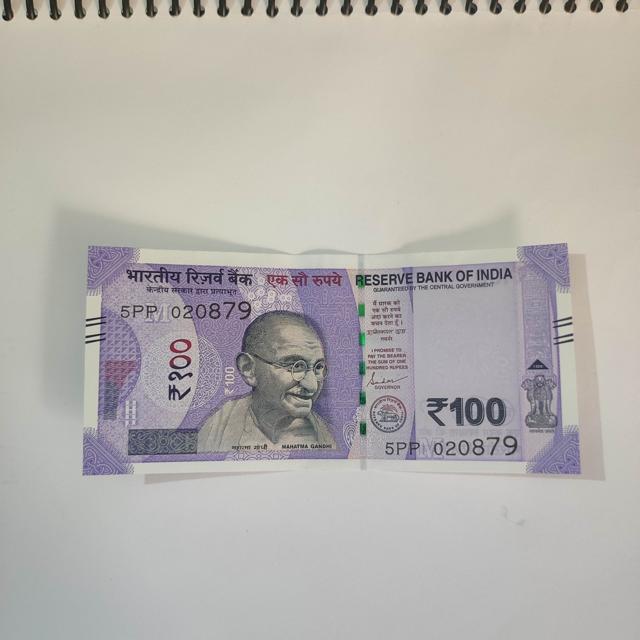 भारतीय रिज़र्व बैंक
केन्द्रीय सरकार द्वारा प्रत्याभूत
एक सौ रुपये
5PP 020879
₹१००
₹100
महात्मा गांधी
MAHATMA GANDHI
RESERVE BANK OF INDIA
GUARANTEED BY THE CENTRAL GOVERNMENT
मैं धारक को
एक सौ रुपये
अदा करने का
वचन देता हूँ।
गवर्नर
I PROMISE TO
PAY THE BEARER
THE SUM OF ONE
HUNDRED RUPEES
GOVERNOR
₹100
5PP 020879